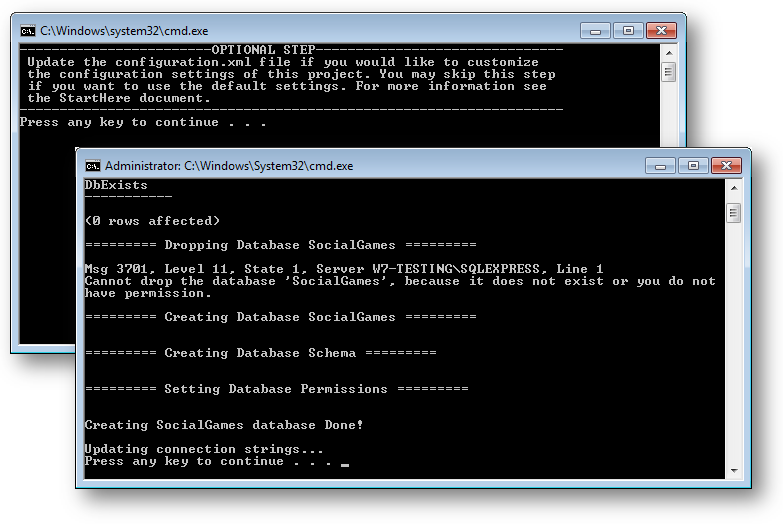 C:\Windows\system32\cmd.exe
------------------------OPTIONAL STEP-------------------------------
Update the configuration.xml file if you would like to customize
the configuration settings of this project. You may skip this step
if you want to use the default settings. For more information see
the StartHere document.
--------------------------------------------------------------------
Press any key to continue . . .
Administrator: C:\Windows\System32\cmd.exe
DbExists
-----------
(0 rows affected)
========= Dropping Database SocialGames =========
Msg 3701, Level 11, State 1, Server W7-TESTING\SQLEXPRESS, Line 1
Cannot drop the database 'SocialGames', because it does not exist or you do not
have permission.
========= Creating Database SocialGames =========
========= Creating Database Schema =========
========= Setting Database Permissions =========
Creating SocialGames database Done!
Updating connection strings...
Press any key to continue . . . _